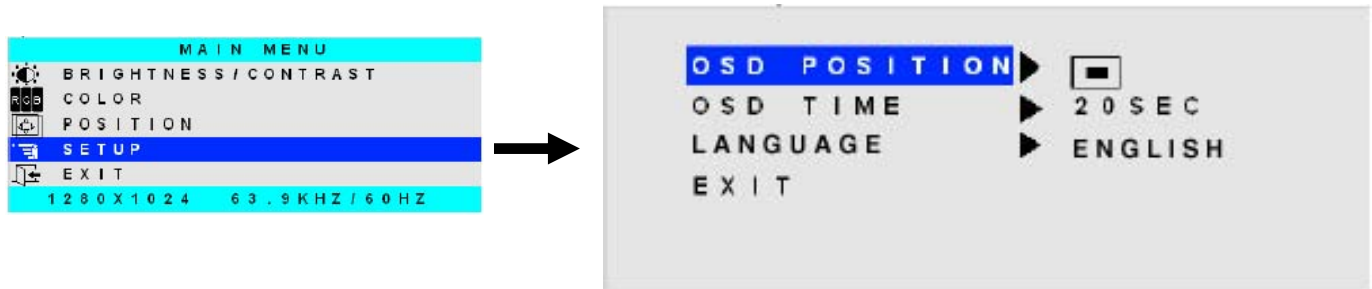 MAIN MENU
BRIGHTNESS/CONTRAST
RGB COLOR
POSITION
SETUP
EXIT
1280X1024 63.9KHZ/60HZ
OSD POSITION
OSD TIME 20SEC
LANGUAGE ENGLISH
EXIT